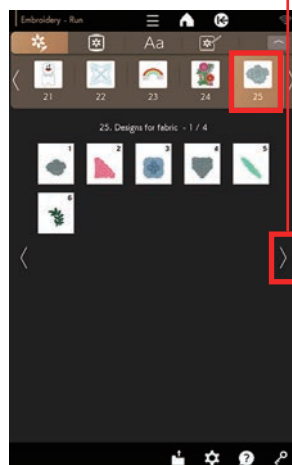 Embroidery - Run
Aa
21 22 23 24 25
25. Designs for fabric - 1 / 4
1 2 3 4 5
6